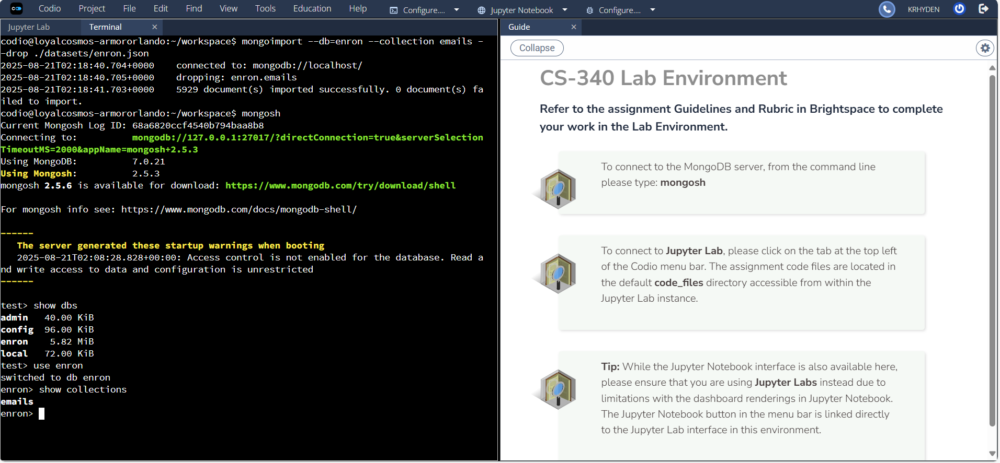 Codio Project File Edit Find View Tools Education Help Configure.... Jupyter Notebook Configure.... KRHYDEN
Jupyter Lab Terminal ×
codio@loyalcosmos-armororlando:~/workspace$ mongoimport --db=enron --collection emails -
-drop ./datasets/enron.json
2025-08-21T02:18:40.704+0000    connected to: mongodb://localhost/
2025-08-21T02:18:40.705+0000    dropping: enron.emails
2025-08-21T02:18:41.703+0000    5929 document(s) imported successfully. 0 document(s) fa
iled to import.
codio@loyalcosmos-armororlando:~/workspace$ mongosh
Current Mongosh Log ID: 68a6820ccf4540b794baa8b8
Connecting to:          mongodb://127.0.0.1:27017/?directConnection=true&serverSelection
TimeoutMS=2000&appName=mongosh+2.5.3
Using MongoDB:          7.0.21
Using Mongosh:          2.5.3
mongosh 2.5.6 is available for download: https://www.mongodb.com/try/download/shell
For mongosh info see: https://www.mongodb.com/docs/mongodb-shell/
------
   The server generated these startup warnings when booting
   2025-08-21T02:08:28.828+00:00: Access control is not enabled for the database. Read a
nd write access to data and configuration is unrestricted
------
test> show dbs
admin   40.00 KiB
config  96.00 KiB
enron    5.82 MiB
local   72.00 KiB
test> use enron
switched to db enron
enron> show collections
emails
enron>
Guide ×
Collapse
CS-340 Lab Environment
Refer to the assignment Guidelines and Rubric in Brightspace to complete
your work in the Lab Environment.
To connect to the MongoDB server, from the command line
please type: mongosh
To connect to Jupyter Lab, please click on the tab at the top left
of the Codio menu bar. The assignment code files are located in
the default code_files directory accessible from within the
Jupyter Lab instance.
Tip: While the Jupyter Notebook interface is also available here,
please ensure that you are using Jupyter Labs instead due to
limitations with the dashboard renderings in Jupyter Notebook.
The Jupyter Notebook button in the menu bar is linked directly
to the Jupyter Lab interface in this environment.